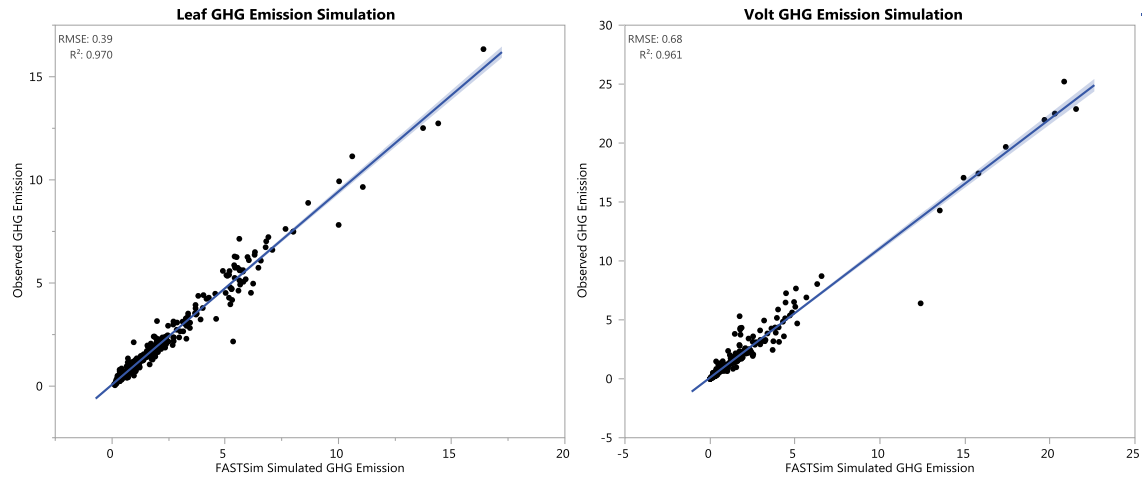 Leaf GHG Emission Simulation
RMSE: 0.39
R²: 0.970
15
10
5
0
0
5
10
15
20
Observed GHG Emission
FASTSim Simulated GHG Emission
Volt GHG Emission Simulation
RMSE: 0.68
R²: 0.961
30
25
20
15
10
5
0
-5
-5
0
5
10
15
20
25
Observed GHG Emission
FASTSim Simulated GHG Emission